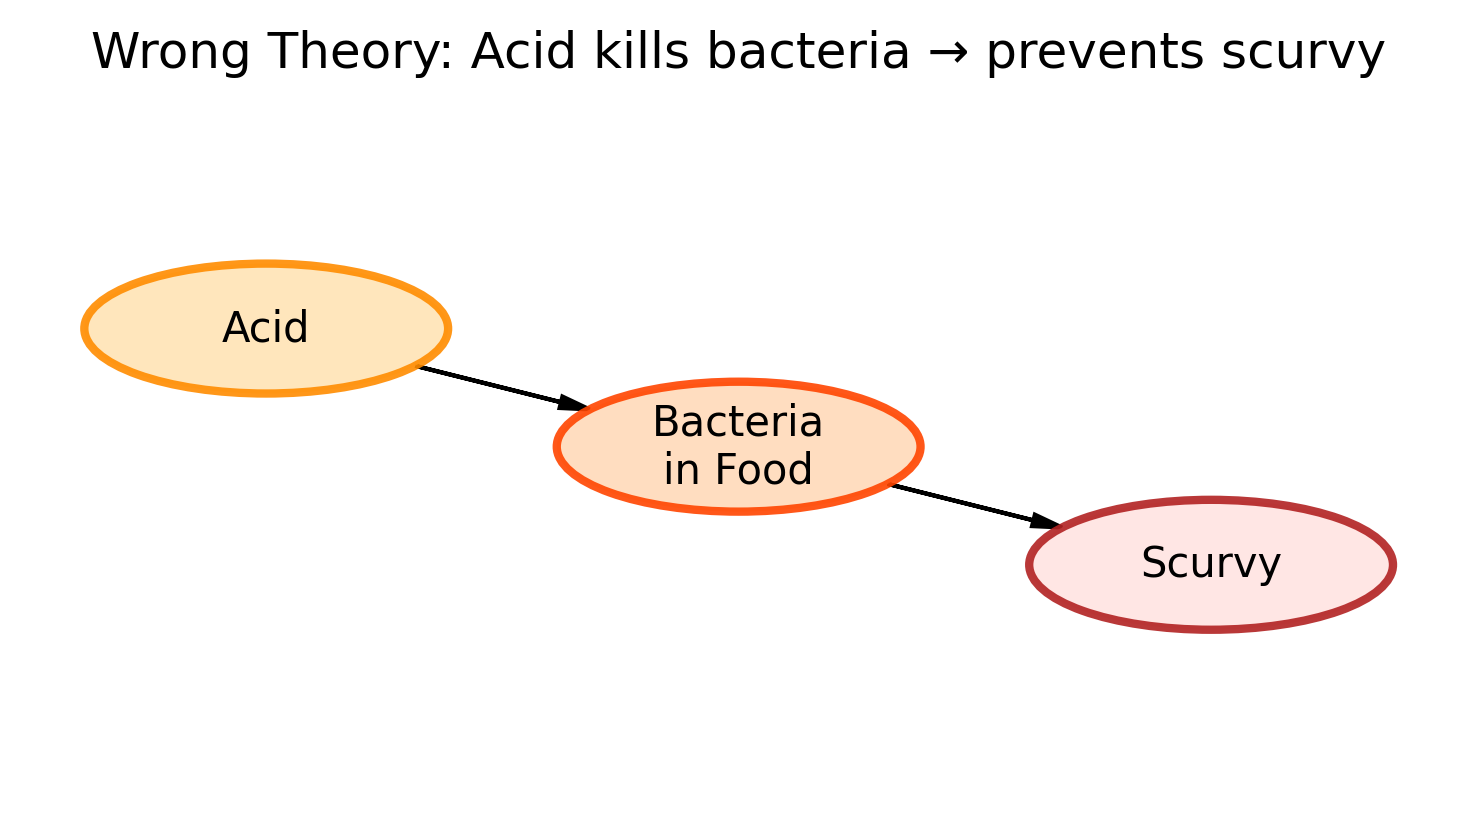 Wrong Theory: Acid kills bacteria → prevents scurvy
Acid
Bacteria
in Food
Scurvy